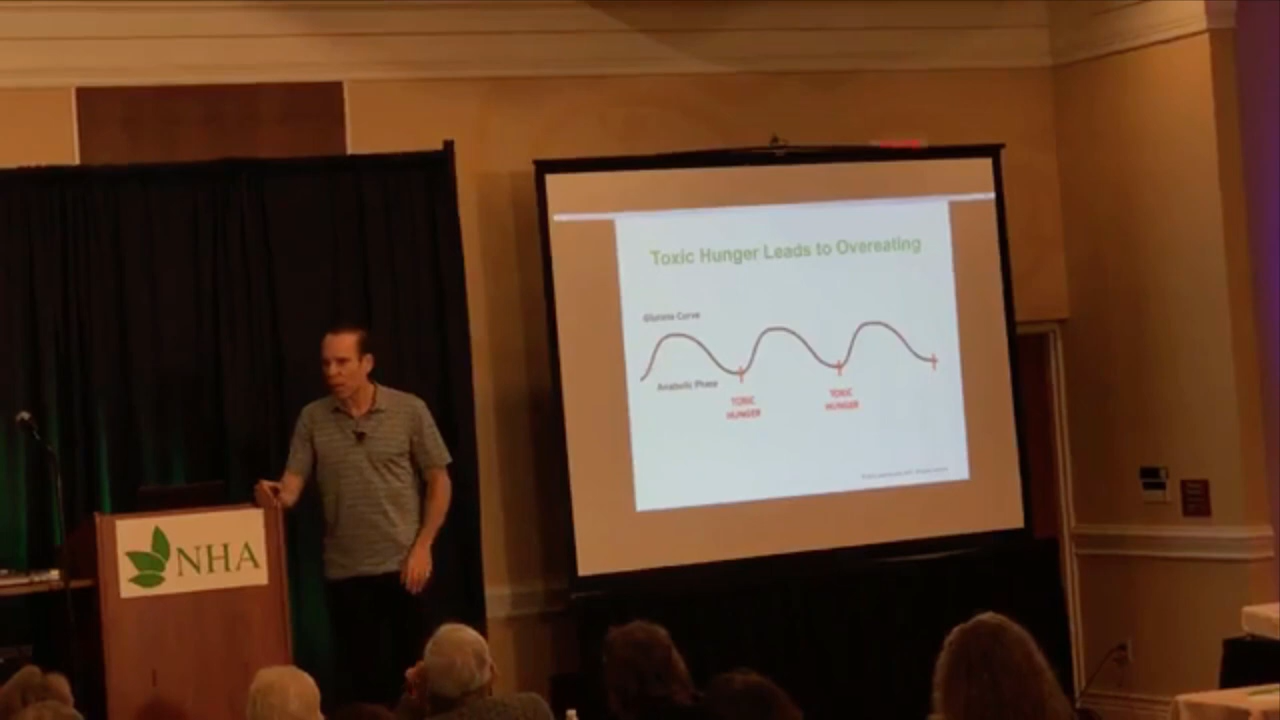 Toxic Hunger Leads to Overeating
Glucose Curve
Anabolic Phase
TOXIC
HUNGER
TOXIC
HUNGER
NHA